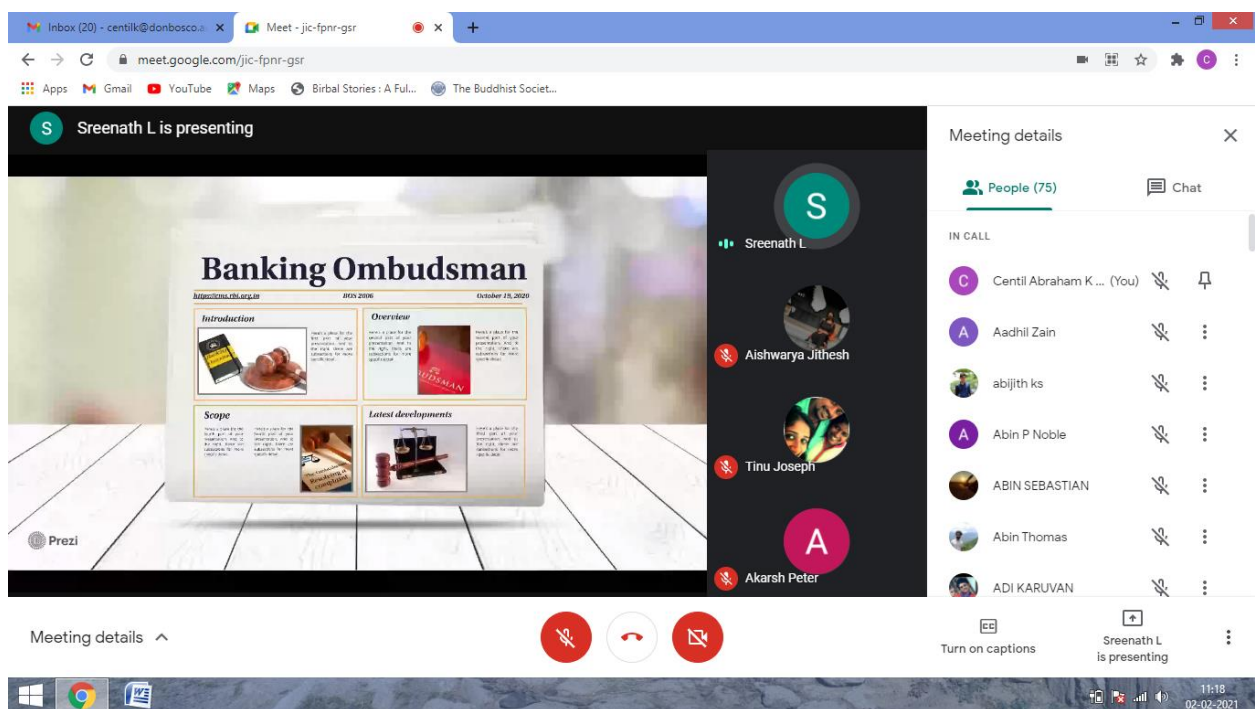 Inbox (20) - centilk@donbosco.a
Meet - jic-fpnr-gsr
meet.google.com/jic-fpnr-gsr
C
Apps
Gmail
YouTube
Maps
Birbal Stories : A Ful...
The Buddhist Societ...
S
Sreenath L is presenting
Banking Ombudsman
https://cms.rbi.org.in BOS 2006 October 19, 2020
Introduction
Overview
UDSMAN
Scope
Resolving a
complaint
Latest developments
Prezi
S
Sreenath L
Aishwarya Jithesh
Tinu Joseph
A
Akarsh Peter
Meeting details
People (75)
Chat
IN CALL
C
Centil Abraham K ... (You)
A
Aadhil Zain
abijith ks
A
Abin P Noble
ABIN SEBASTIAN
Abin Thomas
ADI KARUVAN
Meeting details
CC
Turn on captions
Sreenath L
is presenting
11:18
02-02-2021